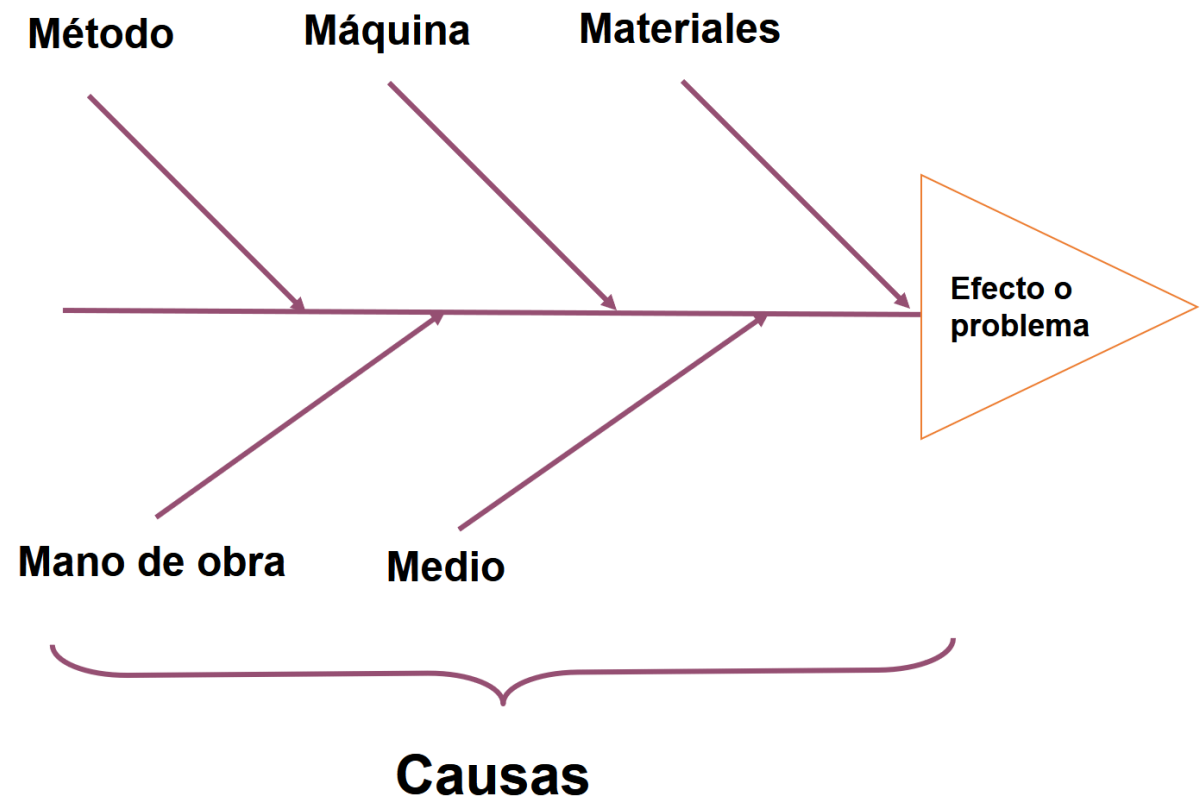 Método
Máquina
Materiales
Efecto o
problema
Mano de obra
Medio
Causas